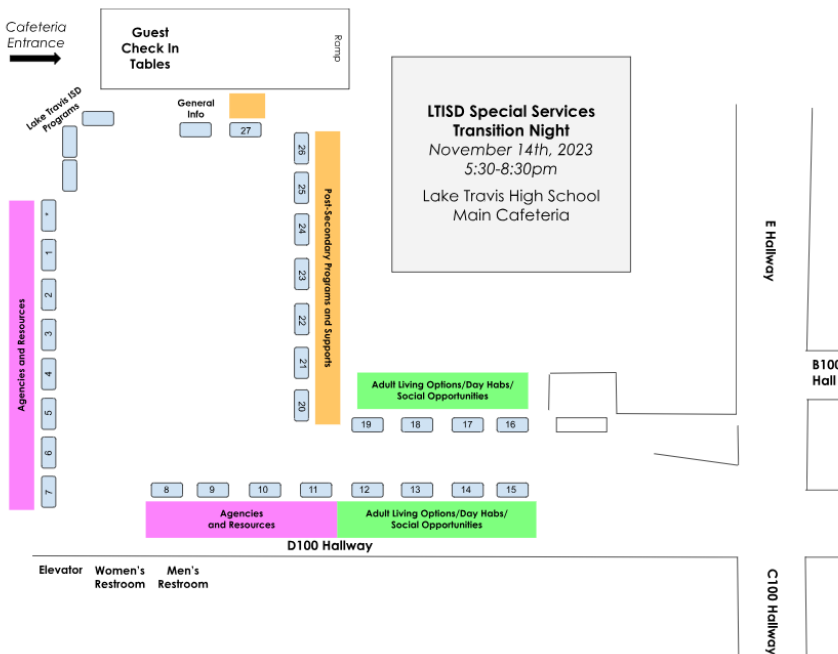 Cafeteria
Entrance
Guest
Check In
Tables
Ramp
LTISD Special Services
Transition Night
November 14th, 2023
5:30-8:30pm
Lake Travis High School
Main Cafeteria
Lake Travis ISD
Programs
General
Info
27
26
25
24
23
22
21
20
Post-Secondary Programs and Supports
Agencies and Resources
*
1
2
3
4
5
6
7
E Hallway
B100
Hall
Adult Living Options/Day Habs/
Social Opportunities
19
18
17
16
8
9
10
11
12
13
14
15
Agencies
and Resources
Adult Living Options/Day Habs/
Social Opportunities
D100 Hallway
Elevator
Women's
Restroom
Men's
Restroom
C100 Hallway